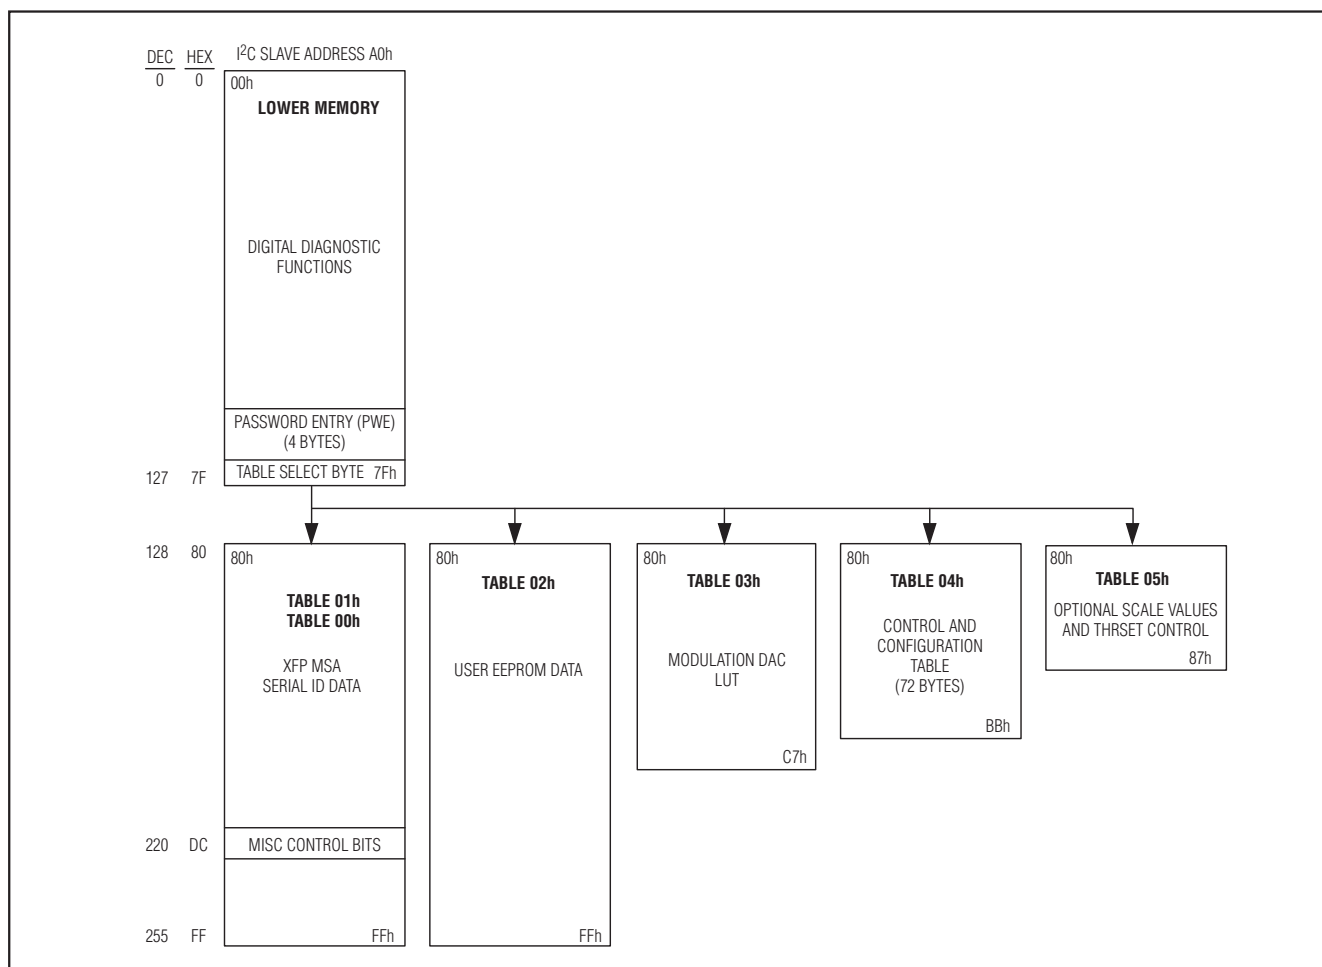 DEC HEX I²C SLAVE ADDRESS A0h
0 0
00h
LOWER MEMORY
DIGITAL DIAGNOSTIC
FUNCTIONS
PASSWORD ENTRY (PWE)
(4 BYTES)
127 7F TABLE SELECT BYTE 7Fh
128 80
80h
TABLE 01h
TABLE 00h
XFP MSA
SERIAL ID DATA
220 DC MISC CONTROL BITS
255 FF FFh
80h
TABLE 02h
USER EEPROM DATA
FFh
80h
TABLE 03h
MODULATION DAC
LUT
C7h
80h
TABLE 04h
CONTROL AND
CONFIGURATION
TABLE
(72 BYTES)
BBh
80h
TABLE 05h
OPTIONAL SCALE VALUES
AND THRSET CONTROL
87h